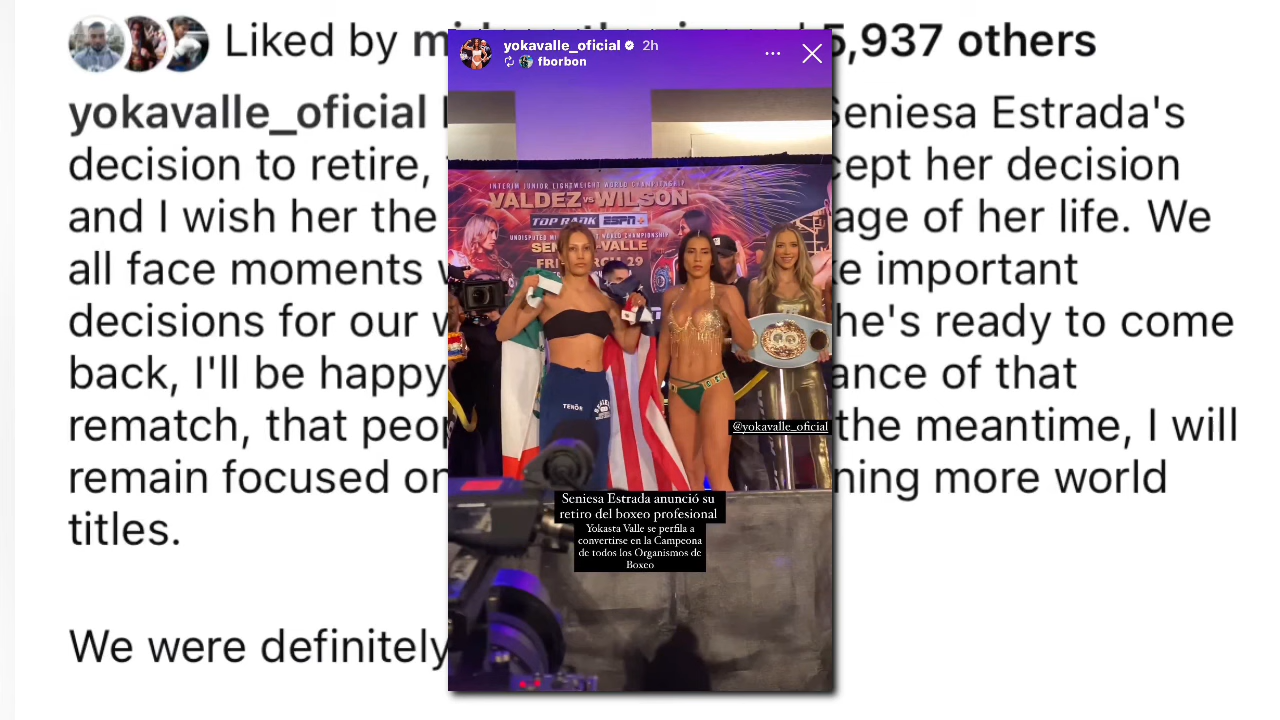 Liked by
5,937 others
yokavalle_oficial
Seniesa Estrada's
decision to retire,
cept her decision
and I wish her the
age of her life. We
all face moments
e important
decisions for our
he's ready to come
back, I'll be happy
ance of that
rematch, that
the meantime, I will
remain focused
ning more world
titles.
We were definitely
yokavalle_oficial 2h
fborbon
INTERIM JUNIOR LIGHTWEIGHT WORLD CHAMPIONSHIP
VALDEZ VS WILSON
TOP RANK ESPN+
WORLD CHAMPIONSHIP
VALLE
MARCH 29
TENÖR
@yokavalle_oficial
Seniesa Estrada anunció su
retiro del boxeo profesional
Yokasta Valle se perfila a
convertirse en la Campeona
de todos los Organismos de
Boxeo